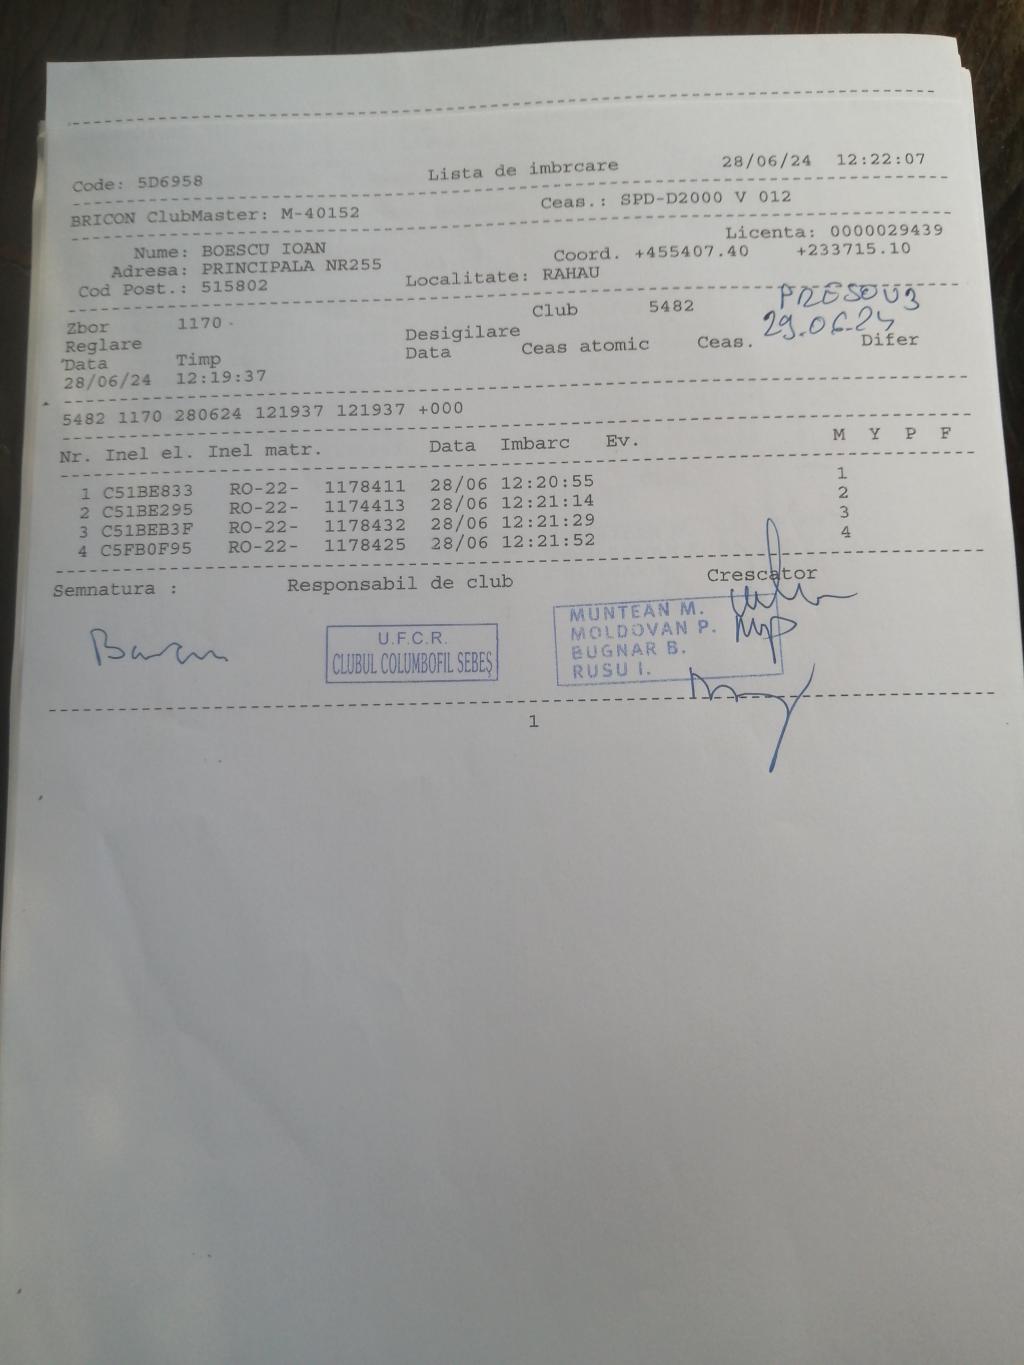 Code: 5D6958 Lista de imbrcare 28/06/24 12:22:07
BRICON ClubMaster: M-40152 Ceas.: SPD-D2000 V 012
Licenta: 0000029439
Nume: BOESCU IOAN Coord. +455407.40 +233715.10
Adresa: PRINCIPALA NR255
Cod Post.: 515802 Localitate: RAHAU
PRESOV3
Zbor 1170 Club 5482
29.06.24
Reglare Desigilare
Data Timp Data Ceas atomic Ceas. Difer
28/06/24 12:19:37
5482 1170 280624 121937 121937 +000
Nr. Inel el. Inel matr. Data Imbarc Ev. M Y P F
1 C51BE833 RO-22- 1178411 28/06 12:20:55 1
2 C51BE295 RO-22- 1174413 28/06 12:21:14 2
3 C51BEB3F RO-22- 1178432 28/06 12:21:29 3
4 C5FB0F95 RO-22- 1178425 28/06 12:21:52 4
Semnatura : Responsabil de club Crescator
U.F.C.R.
CLUBUL COLUMBOFIL SEBEŞ
MUNTEAN M.
MOLDOVAN P.
BUGNAR B.
RUSU I.
1